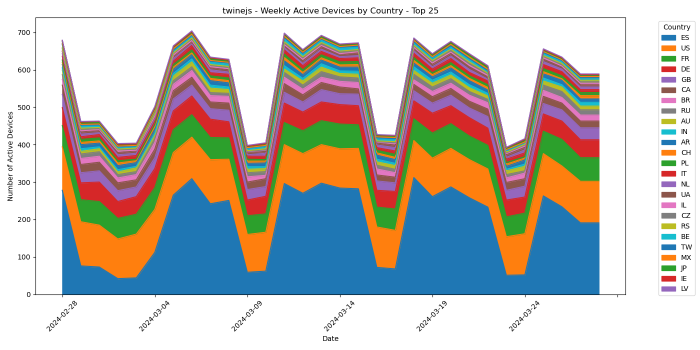 twinejs - Weekly Active Devices by Country - Top 25
Number of Active Devices
700
600
500
400
300
200
100
0
2024-02-28
2024-03-04
2024-03-09
2024-03-14
2024-03-19
2024-03-24
Date
Country
ES
US
FR
DE
GB
CA
BR
RU
AU
IN
AR
CH
PL
IT
NL
UA
IL
CZ
RS
BE
TW
MX
JP
IE
LV